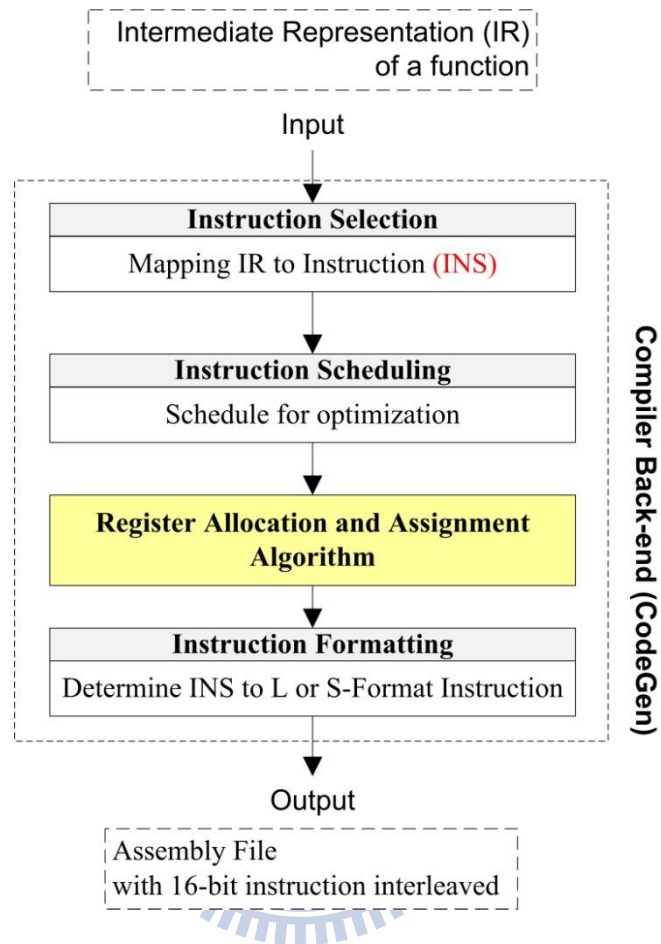 Intermediate Representation (IR)
of a function
Input
Instruction Selection
Mapping IR to Instruction (INS)
Instruction Scheduling
Schedule for optimization
Register Allocation and Assignment
Algorithm
Instruction Formatting
Determine INS to L or S-Format Instruction
Compiler Back-end (CodeGen)
Output
Assembly File
with 16-bit instruction interleaved